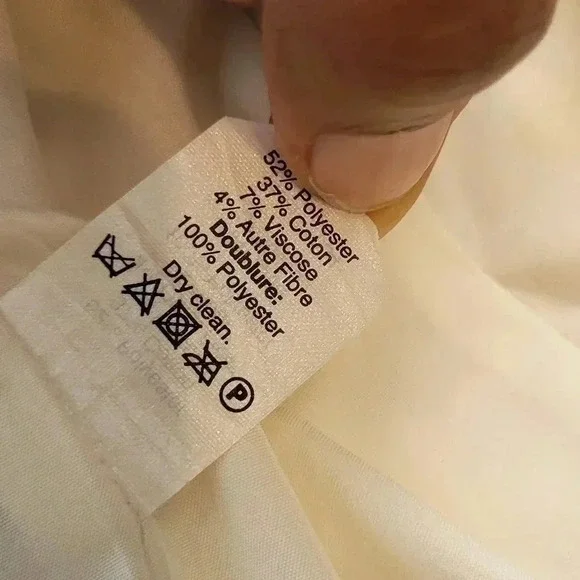 52% Polyester
37% Coton
7% Viscose
4% Autre Fibre
Doublure:
100% Polyester
Dry clean.
P